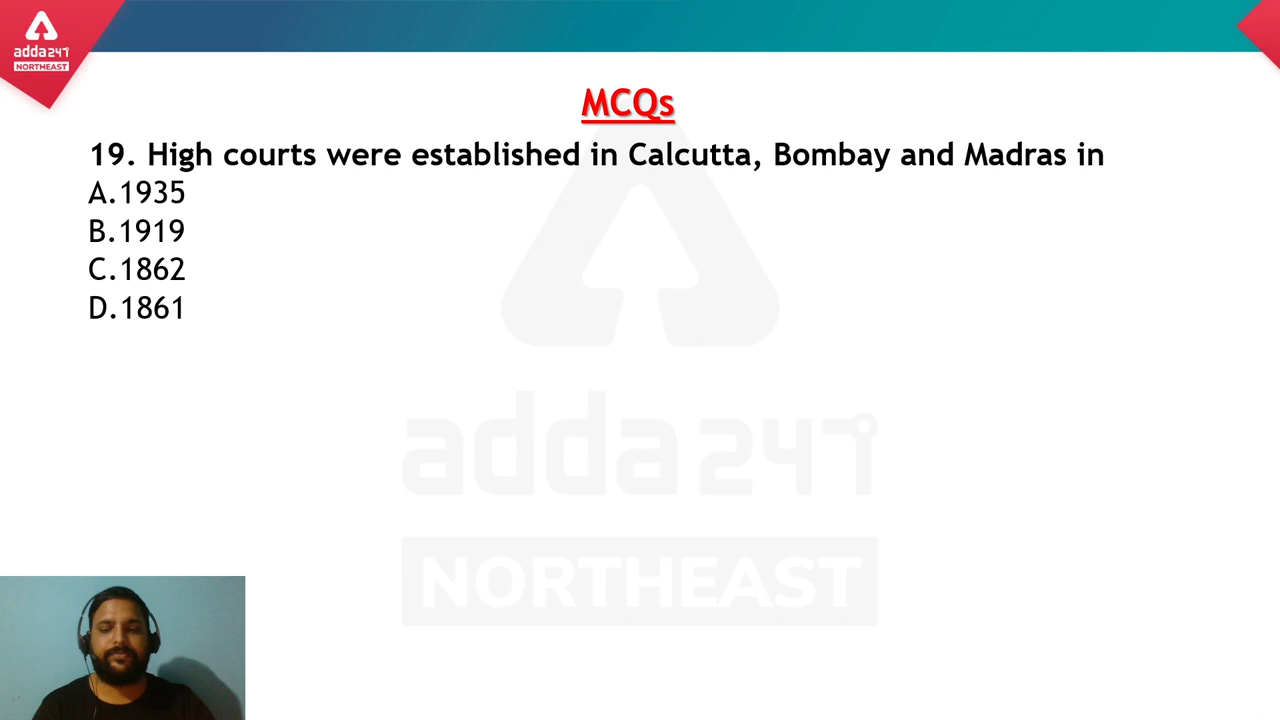 adda247
NORTHEAST
MCQs
19. High courts were established in Calcutta, Bombay and Madras in
A.1935
B.1919
C.1862
D.1861
adda247
NORTHEAST